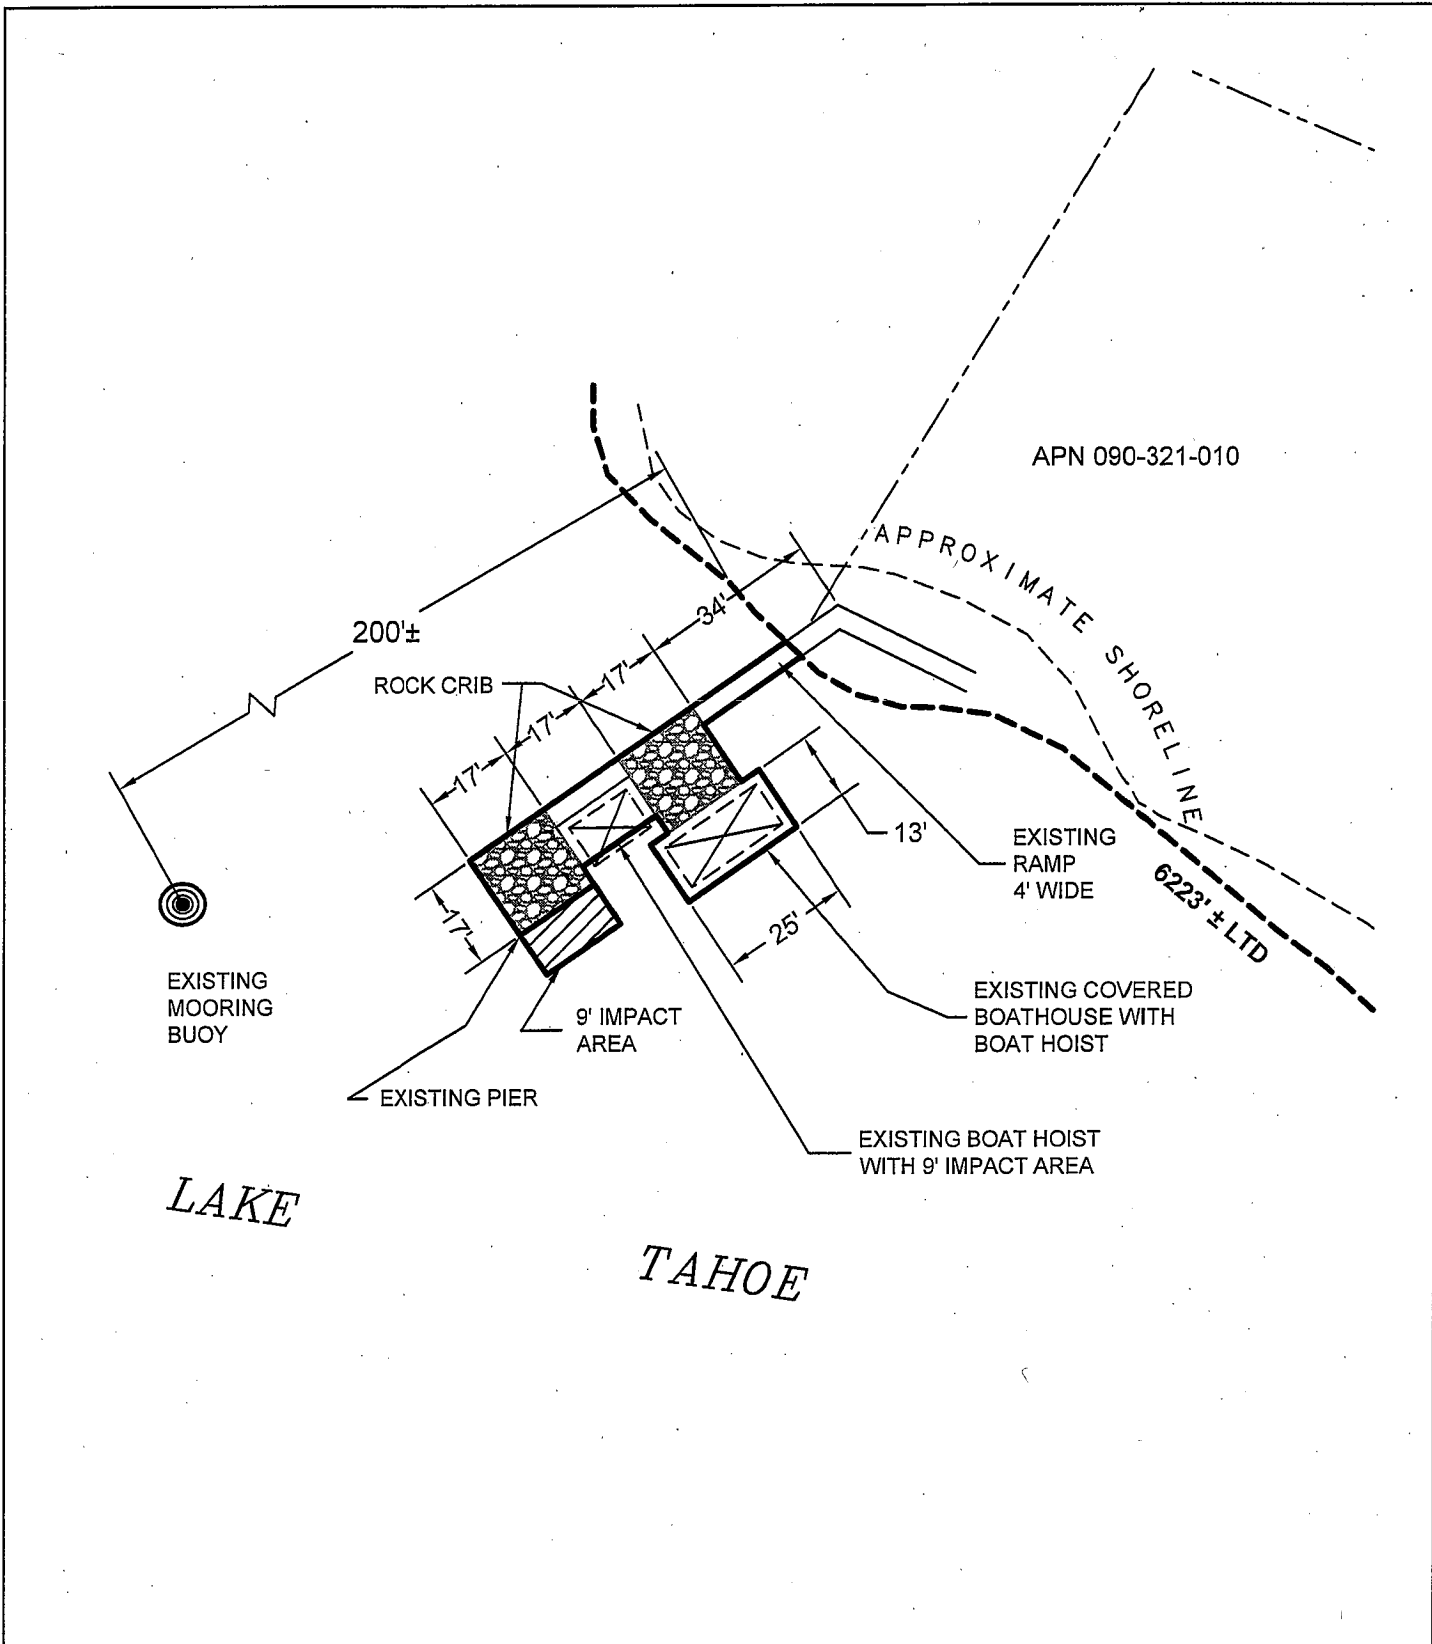 APN 090-321-010
APPROXIMATE SHORELINE
34'
200'±
17'
ROCK CRIB
17'
17'
13'
EXISTING
RAMP
4' WIDE
6223' ± LTD
17'
25'
EXISTING
MOORING
BUOY
EXISTING COVERED
BOATHOUSE WITH
BOAT HOIST
9' IMPACT
AREA
EXISTING PIER
EXISTING BOAT HOIST
WITH 9' IMPACT AREA
LAKE
TAHOE